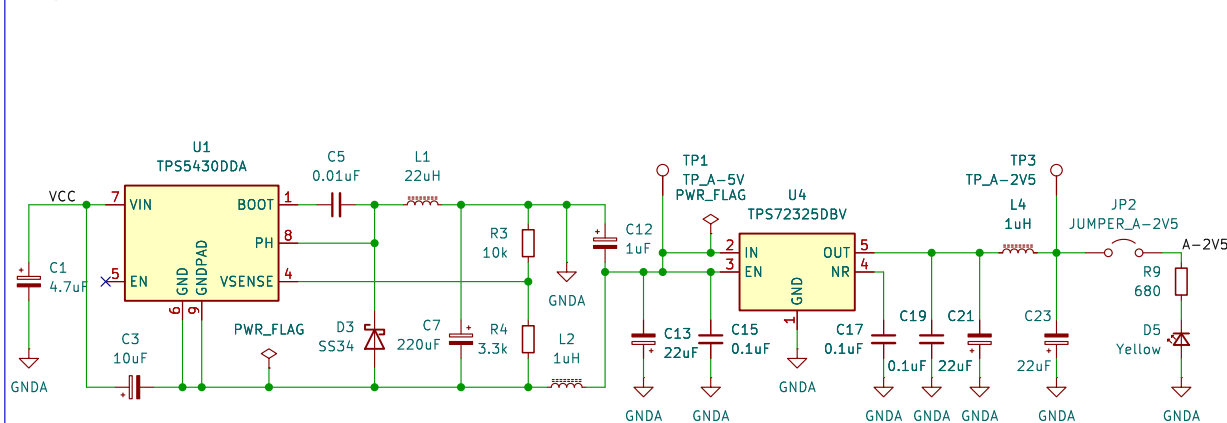 U1
TPS5430DDA
VCC
7
VIN
BOOT
1
PH
8
5
EN
VSENSE
4
GND
GNDPAD
6
9
C1
4.7uF
GNDA
C3
10uF
PWR_FLAG
C5
0.01uF
L1
22uH
D3
SS34
C7
220uF
R3
10k
R4
3.3k
GNDA
L2
1uH
C12
1uF
TP1
TP_A-5V
PWR_FLAG
U4
TPS72325DBV
2
IN
OUT
5
3
EN
NR
4
GND
1
GNDA
C13
22uF
GNDA
C15
0.1uF
GNDA
C17
0.1uF
GNDA
C19
0.1uF
GNDA
C21
22uF
GNDA
TP3
TP_A-2V5
L4
1uH
C23
22uF
GNDA
JP2
JUMPER_A-2V5
A-2V5
R9
680
D5
Yellow
GNDA